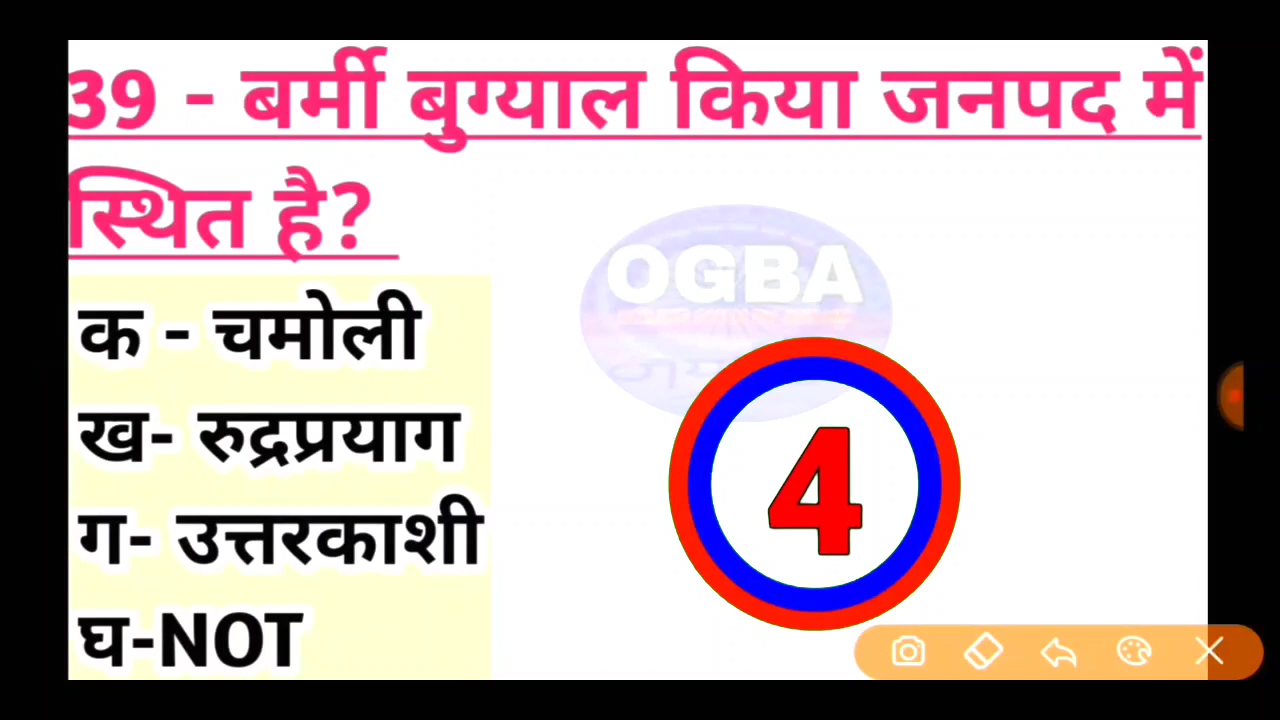 39 - बर्मी बुग्याल किया जनपद में
स्थित है?
OGBA
क - चमोली
ख- रुद्रप्रयाग
ग- उत्तरकाशी
घ-NOT
4